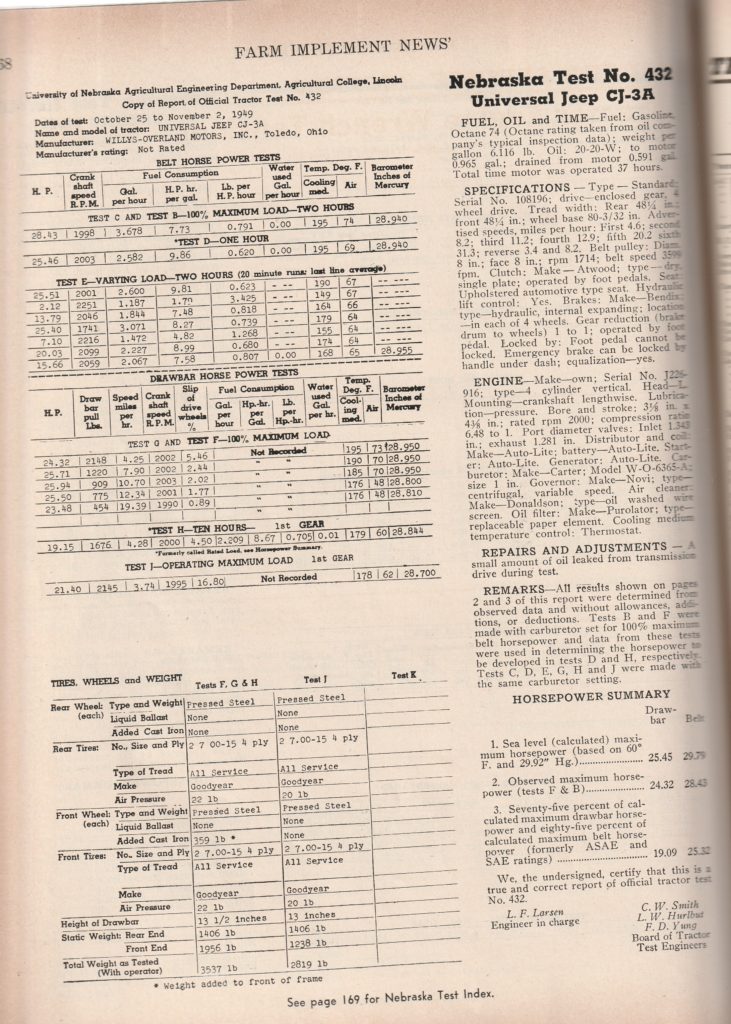 FARM IMPLEMENT NEWS'
University of Nebraska Agricultural Engineering Department, Agricultural College, Lincoln
Copy of Report of Official Tractor Test No. 432
Dates of test: October 25 to November 2, 1949
Name and model of tractor: UNIVERSAL JEEP CJ-3A
Manufacturer: WILLYS-OVERLAND MOTORS, INC., Toledo, Ohio
Manufacturer's rating: Not Rated
BELT HORSE POWER TESTS
H. P. | Crank shaft speed R.P.M. | Fuel Consumption | Gal. per hour | H.P. hr. per gal. | Lb. per H.P. hour | Water used Gal. per hour | Temp. Deg. F. | Cooling med. | Air | Barometer Inches of Mercury
TEST C AND TEST B—100% MAXIMUM LOAD—TWO HOURS
28.43 | 1998 | 3.678 | 7.73 | 0.791 | 0.00 | 195 | 74 | 28.940
*TEST D—ONE HOUR
25.46 | 2003 | 2.582 | 9.86 | 0.620 | 0.00 | 195 | 69 | 28.940
TEST E—VARYING LOAD—TWO HOURS (20 minute runs; last line average)
25.51 | 2001 | 2.600 | 9.81 | 0.623 | -- | 190 | 67 | -- ---
2.12 | 2251 | 1.187 | 1.79 | 3.425 | -- | 149 | 67 | -- ---
13.79 | 2046 | 1.844 | 7.48 | 0.818 | -- | 164 | 66 | -- ---
25.40 | 1741 | 3.071 | 8.27 | 0.739 | -- | 179 | 64 | -- ---
7.10 | 2216 | 1.472 | 4.82 | 1.268 | -- | 155 | 64 | -- ---
20.03 | 2099 | 2.227 | 8.99 | 0.680 | -- | 174 | 64 | -- ---
15.66 | 2059 | 2.067 | 7.58 | 0.807 | 0.00 | 168 | 65 | 28.955
DRAWBAR HORSE POWER TESTS
H.P. | Draw bar pull Lbs. | Speed miles per hr. | Crank shaft speed R.P.M. | Slip of drive wheels % | Fuel Consumption | Gal. per hour | Hp.-hr. per Gal. | Lb. per Hp.-hr. | Water used Gal. per hr. | Temp. Deg. F. | Cooling med. | Air | Barometer Inches of Mercury
TEST G AND TEST F—100% MAXIMUM LOAD
24.32 | 2148 | 4.25 | 2002 | 5.46 | Not Recorded | 195 | 73 | 28.950
25.71 | 1220 | 7.90 | 2002 | 2.44 | " " | 190 | 70 | 28.950
25.94 | 909 | 10.70 | 2003 | 2.02 | " " | 185 | 70 | 28.950
25.50 | 775 | 12.34 | 2001 | 1.77 | " " | 176 | 48 | 28.800
23.48 | 454 | 19.39 | 1990 | 0.89 | " " | 176 | 48 | 28.810
*TEST H—TEN HOURS— 1st GEAR
19.15 | 1676 | 4.28 | 2000 | 4.50 | 2.209 | 8.67 | 0.705 | 0.01 | 179 | 60 | 28.844
*Formerly called Rated Load, see Horsepower Summary.
TEST J—OPERATING MAXIMUM LOAD 1st GEAR
21.40 | 2145 | 3.74 | 1995 | 16.80 | Not Recorded | 178 | 62 | 28.700
TIRES, WHEELS and WEIGHT | Tests F, G & H | Test J | Test K
Rear Wheel: (each) Type and Weight | Pressed Steel | Pressed Steel
Liquid Ballast | None | None
Added Cast Iron | None | None
Rear Tires: No., Size and Ply | 2 7.00-15 4 ply | 2 7.00-15 4 ply
Type of Tread | All Service | All Service
Make | Goodyear | Goodyear
Air Pressure | 22 lb | 20 lb
Front Wheel: (each) Type and Weight | Pressed Steel | Pressed Steel
Liquid Ballast | None | None
Added Cast Iron | 359 lb * | None
Front Tires: No., Size and Ply | 2 7.00-15 4 ply | 2 7.00-15 4 ply
Type of Tread | All Service | All Service
Make | Goodyear | Goodyear
Air Pressure | 22 lb | 20 lb
Height of Drawbar | 13 1/2 inches | 13 inches
Static Weight: Rear End | 1406 lb | 1406 lb
Front End | 1956 lb | 1238 lb
Total Weight as Tested (With operator) | 3537 lb | 2819 lb
* Weight added to front of frame
See page 169 for Nebraska Test Index.
Nebraska Test No. 432
Universal Jeep CJ-3A
FUEL, OIL and TIME—Fuel: Gasoline,
Octane 74 (Octane rating taken from oil com-
pany's typical inspection data); weight per
gallon 6.116 lb. Oil: 20-20-W; to motor
0.965 gal.; drained from motor 0.591 gal.
Total time motor was operated 37 hours.
SPECIFICATIONS — Type — Standard;
Serial No. 108196; drive—enclosed gear, 4
wheel drive. Tread width: Rear 48¼ in.;
front 48¼ in.; wheel base 80-3/32 in. Adver-
tised speeds, miles per hour: First 4.6; second
8.2; third 11.2; fourth 12.9; fifth 20.2 sixth
31.3; reverse 3.4 and 8.2. Belt pulley: Diam.
8 in.; face 8 in.; rpm 1714; belt speed 3599
fpm. Clutch: Make—Atwood; type—dry,
single plate; operated by foot pedals. Seat:
Upholstered automotive type seat. Hydraulic
lift control: Yes. Brakes: Make—Bendix;
type—hydraulic, internal expanding; location
—in each of 4 wheels. Gear reduction (brake
drum to wheels) 1 to 1; operated by foot
pedal. Locked by: Foot pedal cannot be
locked. Emergency brake can be locked by
handle under dash; equalization—yes.
ENGINE—Make—own; Serial No. J226-
916; type—4 cylinder vertical. Head—L.
Mounting—crankshaft lengthwise. Lubrica-
tion—pressure. Bore and stroke: 3⅛ in. x
4⅜ in.; rated rpm 2000; compression ratio
6.48 to 1. Port diameter valves: Inlet 1.343
in.; exhaust 1.281 in. Distributor and coil:
Make—Auto-Lite; battery—Auto-Lite. Start-
er: Auto-Lite. Generator: Auto-Lite. Car-
buretor: Make—Carter; Model W-O-6365-A;
size 1 in. Governor: Make—Novi; type—
centrifugal, variable speed. Air cleaner:
Make—Donaldson; type—oil washed wire
screen. Oil filter: Make—Purolator; type—
replaceable paper element. Cooling medium
temperature control: Thermostat.
REPAIRS AND ADJUSTMENTS — A
small amount of oil leaked from transmission
drive during test.
REMARKS—All results shown on pages
2 and 3 of this report were determined from
observed data and without allowances, addi-
tions, or deductions. Tests B and F were
made with carburetor set for 100% maximum
belt horsepower and data from these tests
were used in determining the horsepower to
be developed in tests D and H, respectively.
Tests C, D, E, G, H and J were made with
the same carburetor setting.
HORSEPOWER SUMMARY
Draw-
bar Belt
1. Sea level (calculated) maxi-
mum horsepower (based on 60°
F. and 29.92" Hg.) 25.45 29.79
2. Observed maximum horse-
power (tests F & B) 24.32 28.43
3. Seventy-five percent of cal-
culated maximum drawbar horse-
power and eighty-five percent of
calculated maximum belt horse-
power (formerly ASAE and
SAE ratings) 19.09 25.32
We, the undersigned, certify that this is a
true and correct report of official tractor test
No. 432.
L. F. Larsen
Engineer in charge
C. W. Smith
L. W. Hurlbut
F. D. Yung
Board of Tractor
Test Engineers